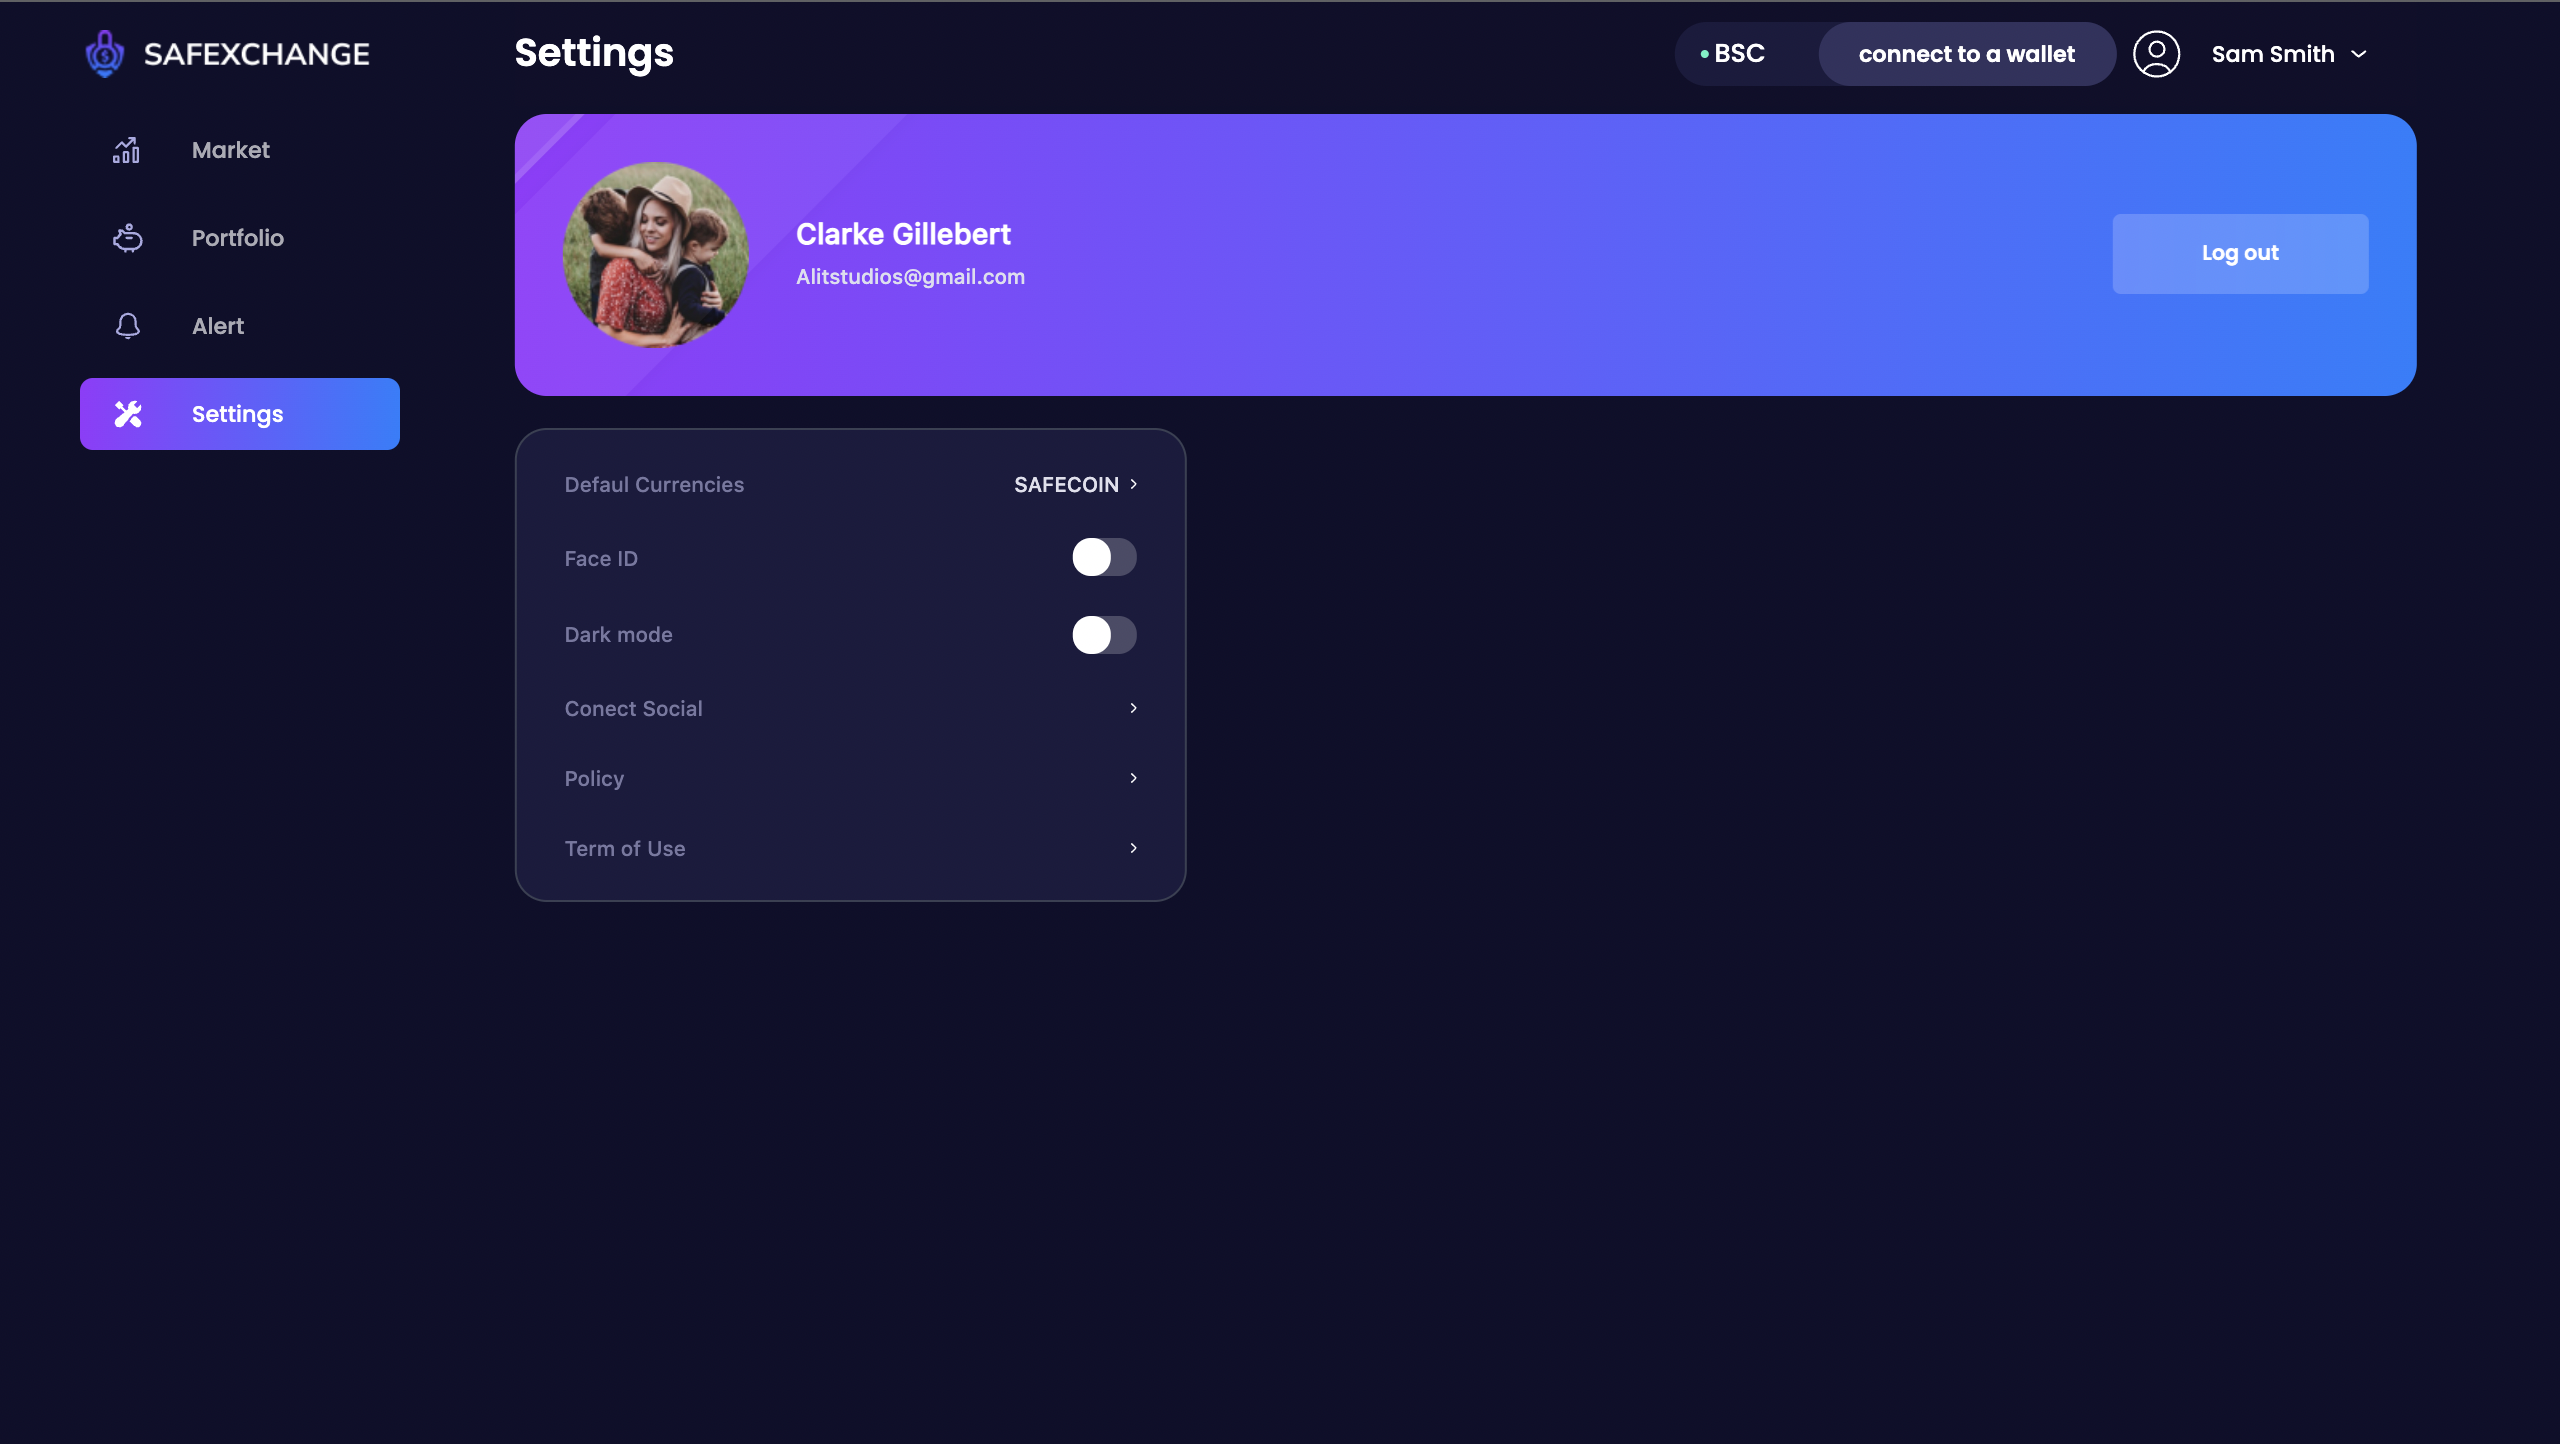 SAFEXCHANGE
Settings
BSC
connect to a wallet
Sam Smith
Market
Portfolio
Alert
Settings
Clarke Gillebert
Alitstudios@gmail.com
Log out
Defaul Currencies
SAFECOIN
Face ID
Dark mode
Conect Social
Policy
Term of Use